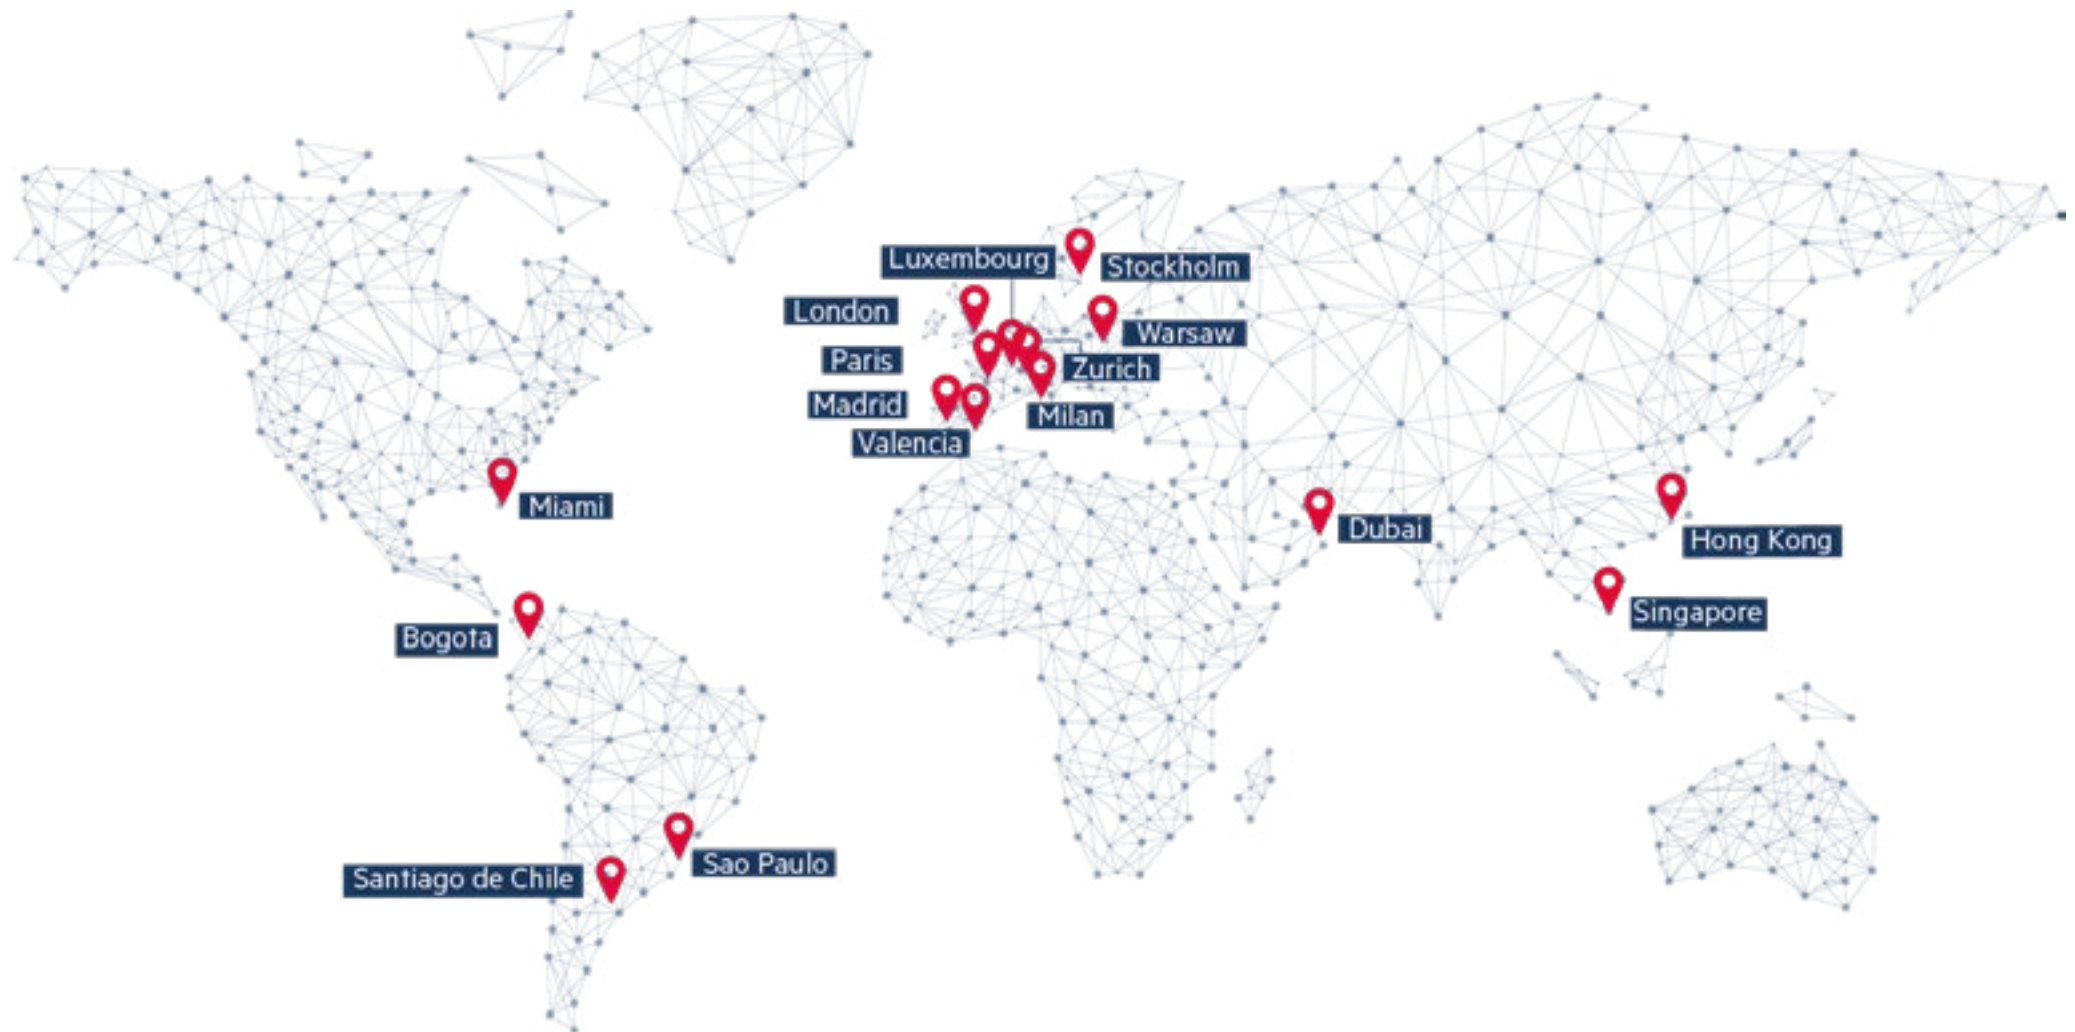 Luxembourg
Stockholm
London
Warsaw
Paris
Zurich
Madrid
Milan
Valencia
Miami
Dubai
Hong Kong
Singapore
Bogota
Sao Paulo
Santiago de Chile